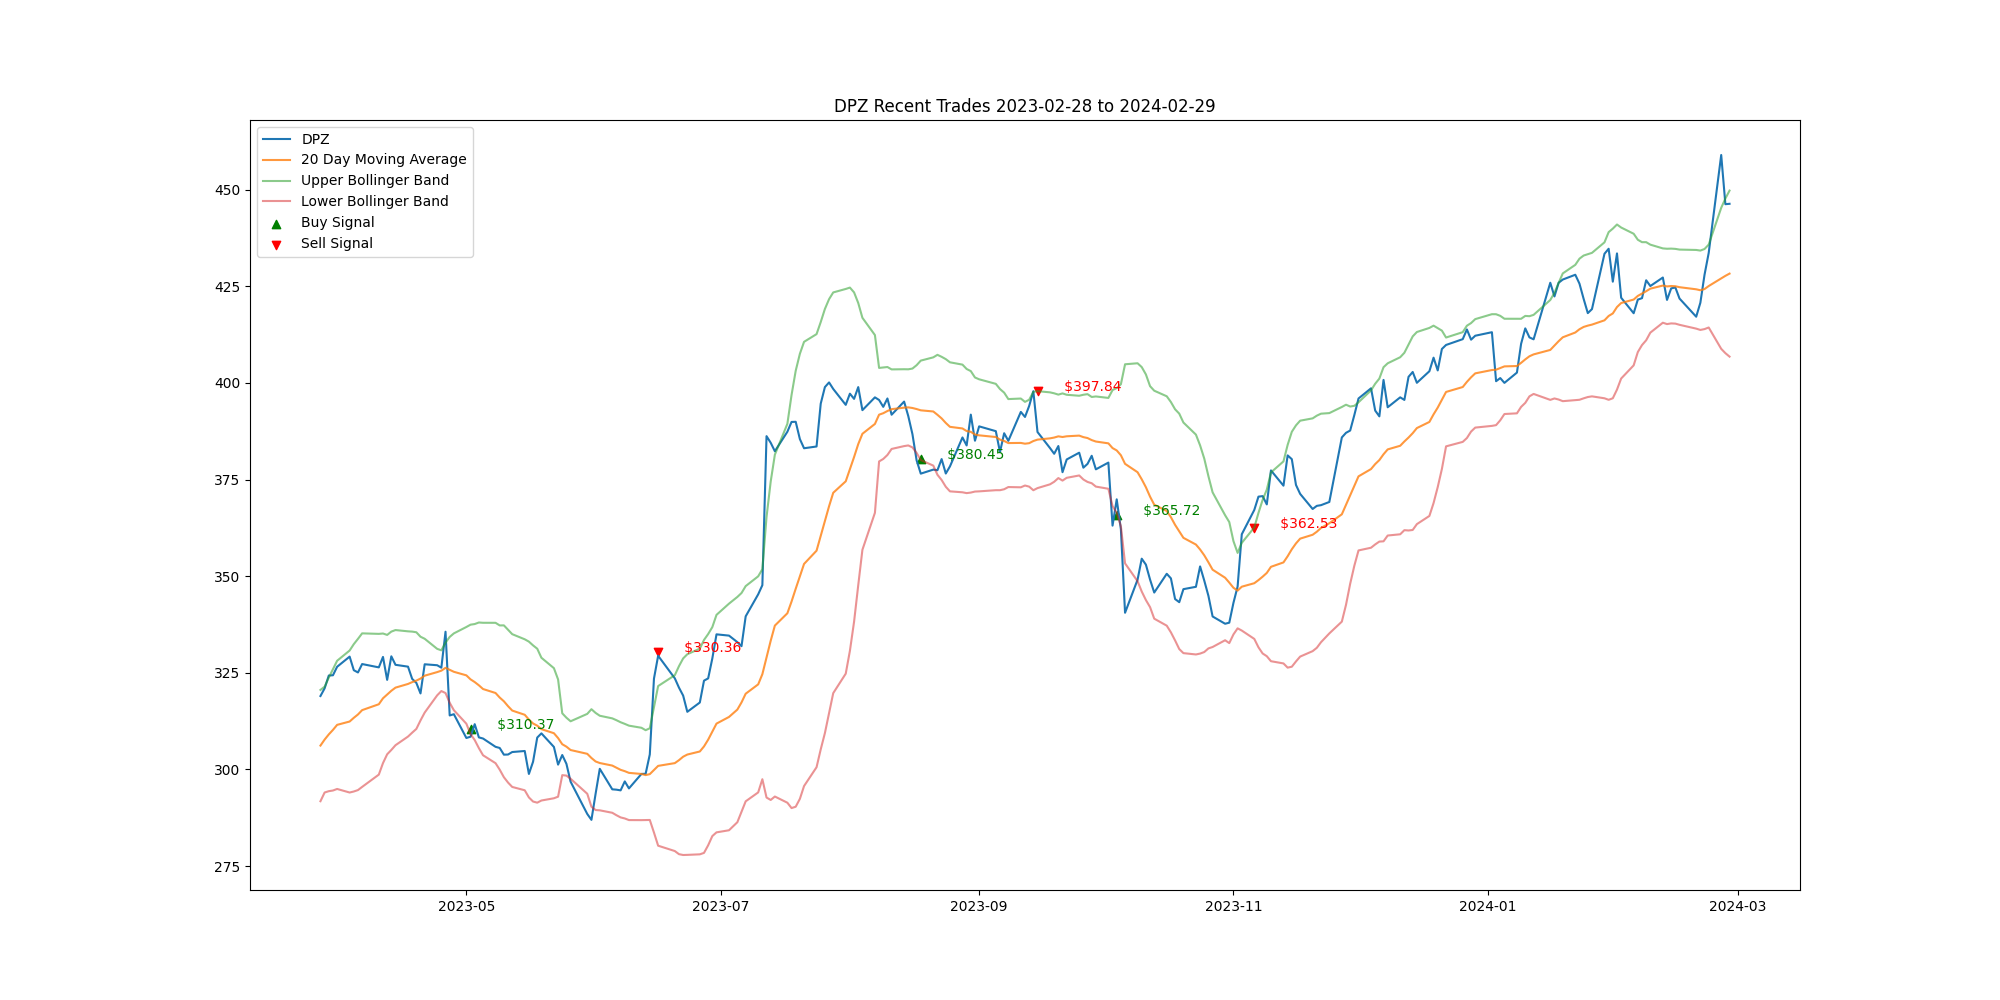 DPZ Recent Trades 2023-02-28 to 2024-02-29
DPZ
20 Day Moving Average
Upper Bollinger Band
Lower Bollinger Band
Buy Signal
Sell Signal
450
425
400
375
350
325
300
275
$397.84
$380.45
$365.72
$362.53
$330.36
$310.37
2023-05
2023-07
2023-09
2023-11
2024-01
2024-03